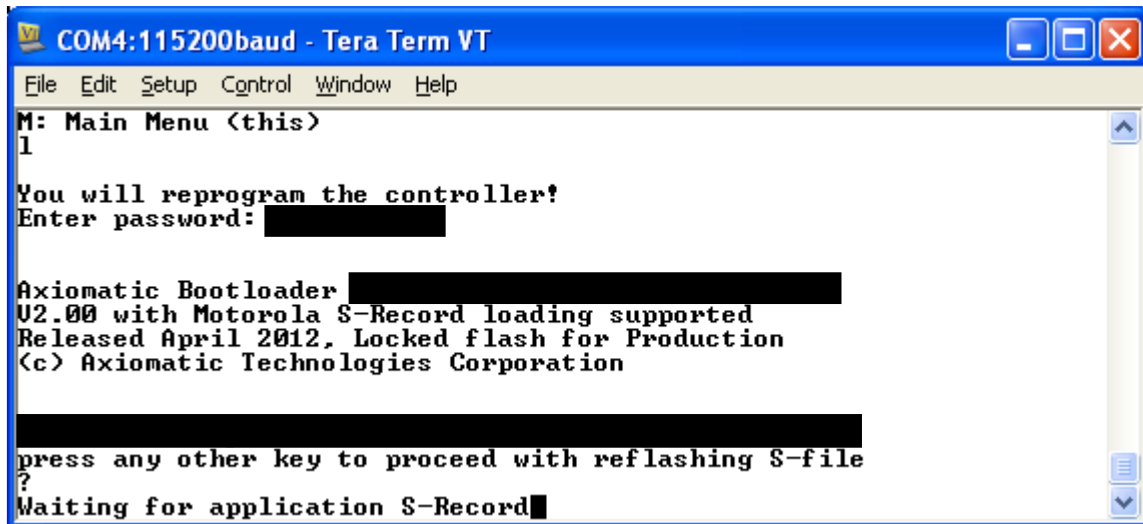 COM4:115200baud - Tera Term VT
File Edit Setup Control Window Help
M: Main Menu (this)
l
You will reprogram the controller!
Enter password:
Axiomatic Bootloader
V2.00 with Motorola S-Record loading supported
Released April 2012, Locked flash for Production
(c) Axiomatic Technologies Corporation
press any other key to proceed with reflashing S-file
?
Waiting for application S-Record